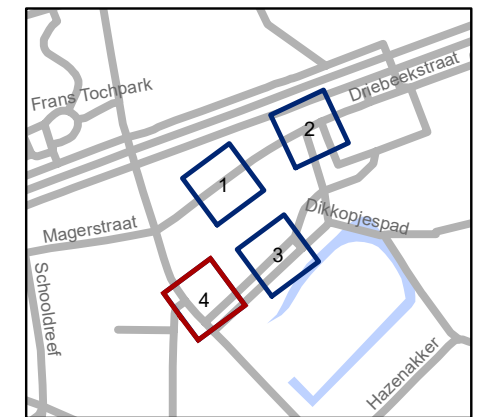 Driebeekstraat
Frans Tochpark
2
1
Dikkopjespad
Magerstraat
3
Schooldreef
4
Hazenakker